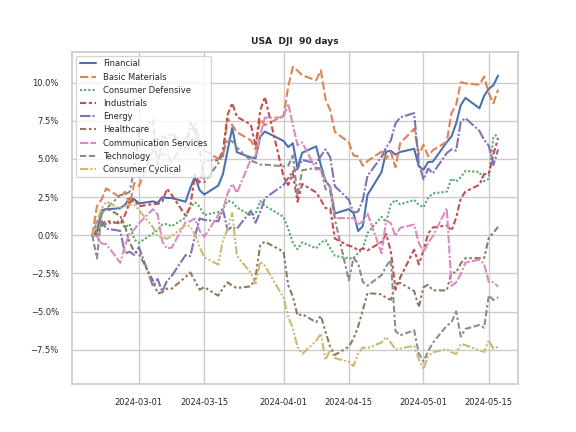 USA DJI 90 days
Financial
Basic Materials
Consumer Defensive
Industrials
Energy
Healthcare
Communication Services
Technology
Consumer Cyclical
10.0%
7.5%
5.0%
2.5%
0.0%
−2.5%
−5.0%
−7.5%
2024-03-01 2024-03-15 2024-04-01 2024-04-15 2024-05-01 2024-05-15